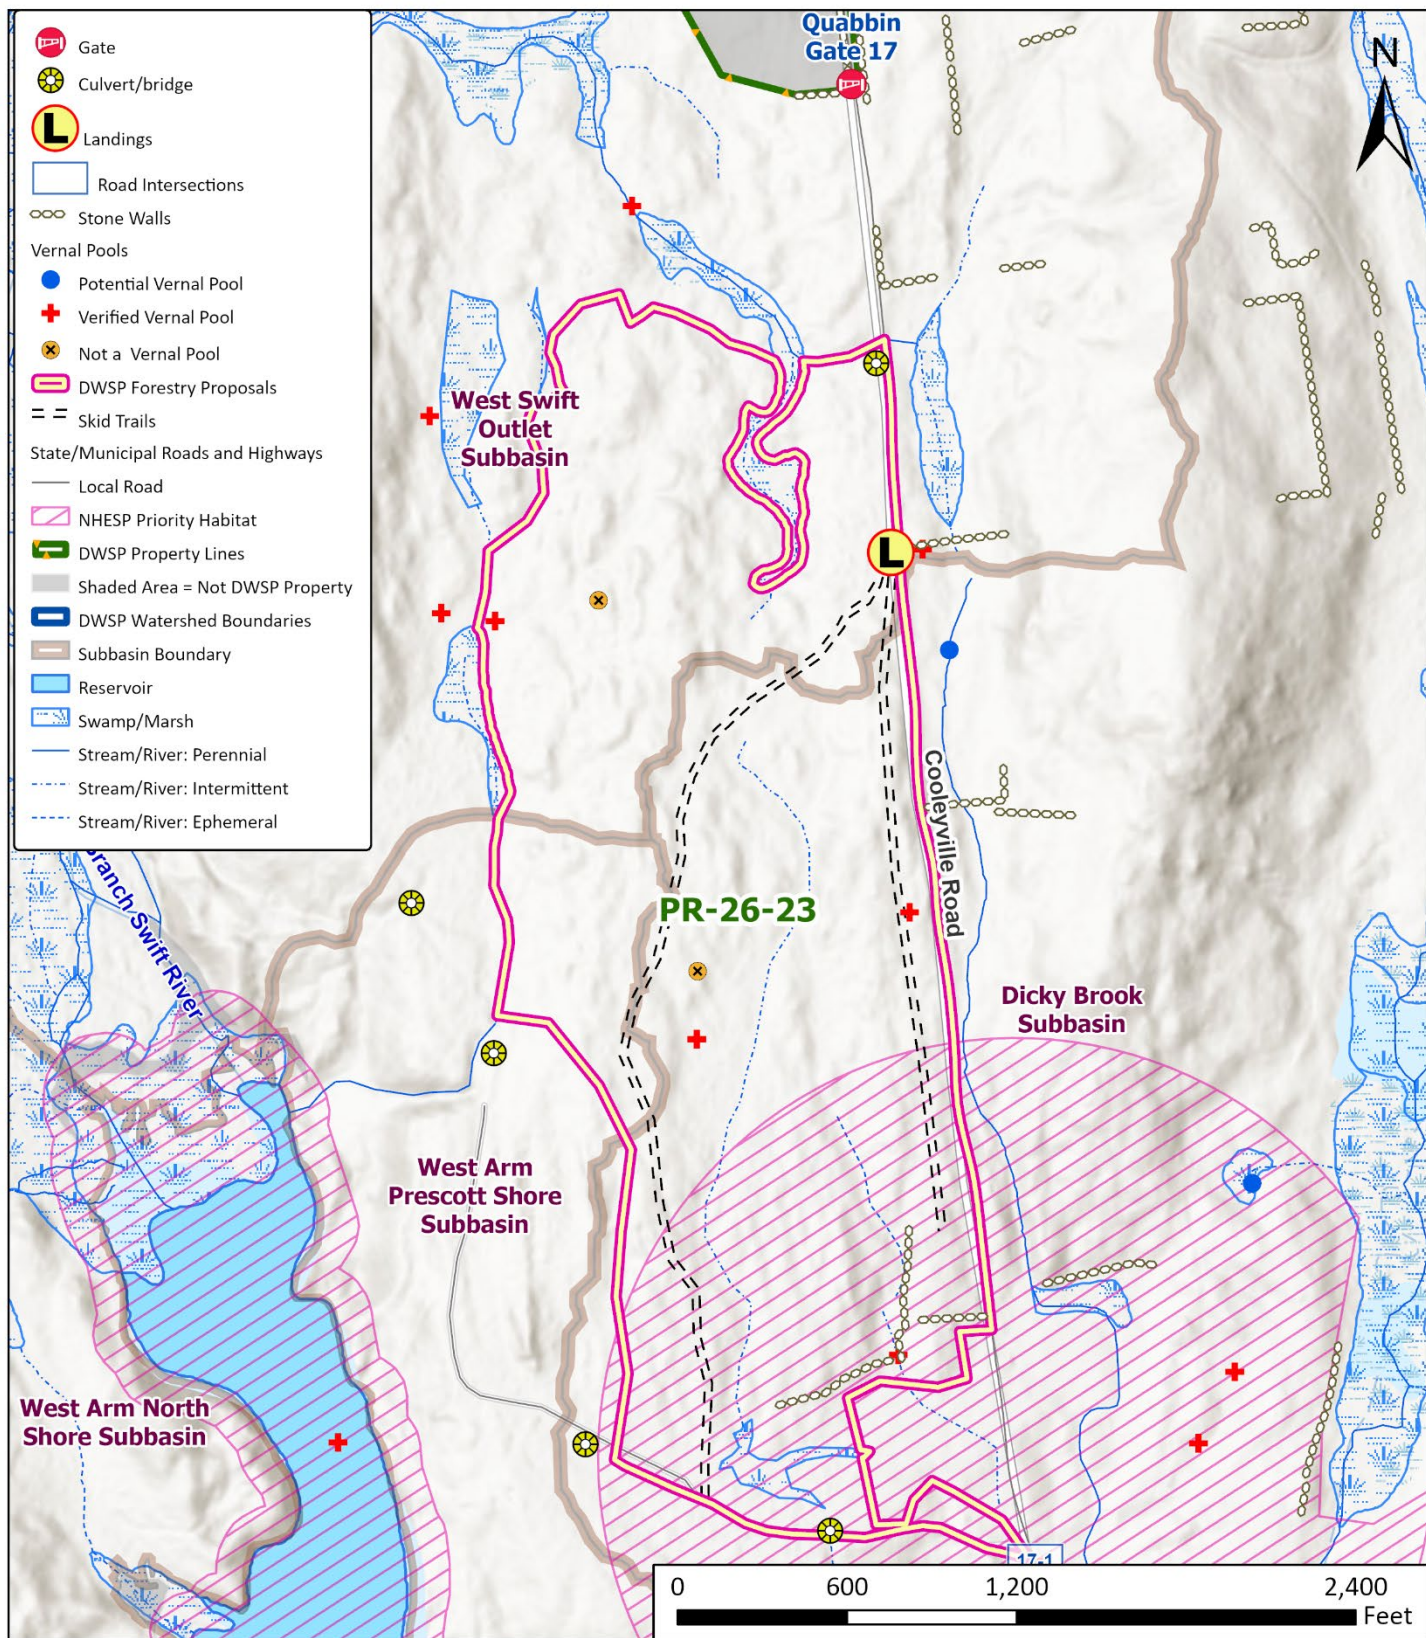 Gate
Culvert/bridge
L
Landings
Road Intersections
Stone Walls
Vernal Pools
Potential Vernal Pool
Verified Vernal Pool
Not a Vernal Pool
DWSP Forestry Proposals
Skid Trails
State/Municipal Roads and Highways
Local Road
NHESP Priority Habitat
DWSP Property Lines
Shaded Area = Not DWSP Property
DWSP Watershed Boundaries
Subbasin Boundary
Reservoir
Swamp/Marsh
Stream/River: Perennial
Stream/River: Intermittent
Stream/River: Ephemeral
Quabbin
Gate 17
N
West Swift
Outlet
Subbasin
L
Cooleyville Road
PR-26-23
Branch Swift River
Dicky Brook
Subbasin
West Arm
Prescott Shore
Subbasin
West Arm North
Shore Subbasin
17-1
0 600 1,200 2,400
Feet